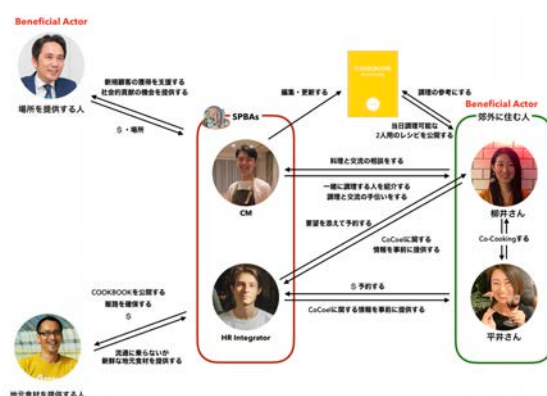 Beneficial Actor
場所を提供する人
新規顧客の獲得を支援する
社会的貢献の機会を提供する
$・場所
SPBAs
CM
HR Integrator
編集・更新する
COOKBOOK
調理の参考にする
当日調理可能な
2人用のレシピを公開する
Beneficial Actor
郊外に住む人
料理と交流の相談をする
一緒に調理する人を紹介する
調理と交流の手伝いをする
要望を添えて予約する
CoCoelに関する
情報を事前に提供する
柳井さん
Co-Cookingする
平井さん
$ 予約する
CoCoelに関する情報を事前に提供する
COOKBOOKを公開する
販路を確保する
$
流通に乗らないが
新鮮な地元食材を提供する
地元食材を提供する人